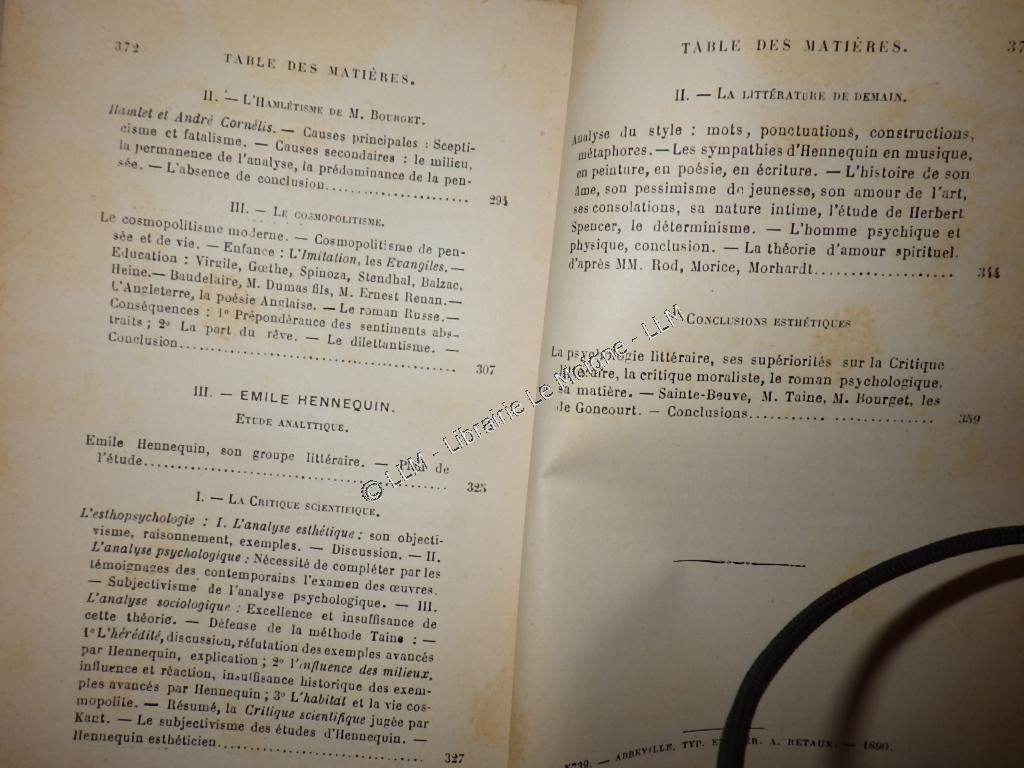 372
TABLE DES MATIÈRES.
II. — L'HAMLÉTISME DE M. BOURGET.
Hamlet et André Cornélis. — Causes principales : Scepti-
cisme et fatalisme. — Causes secondaires : le milieu,
la permanence de l'analyse, la prédominance de la pen-
sée. — L'absence de conclusion.................... 294
III. — LE COSMOPOLITISME.
Le cosmopolitisme moderne. — Cosmopolitisme de pen-
sée et de vie. — Enfance : L'Imitation, les Evangiles. —
Education : Virgile, Gœthe, Spinoza, Stendhal, Balzac,
Heine.— Baudelaire, M. Dumas fils, M. Ernest Renan.—
L'Angleterre, la poésie Anglaise. — Le roman Russe.—
Conséquences : 1º Prépondérance des sentiments abs-
traits ; 2º La part du rêve. — Le dilettantisme. —
Conclusion.................... 307
III. — EMILE HENNEQUIN.
ETUDE ANALYTIQUE.
Emile Hennequin, son groupe littéraire. — Plan de
l'étude.................... 325
I. — LA CRITIQUE SCIENTIFIQUE.
L'esthopsychologie : I. L'analyse esthétique : son objecti-
visme, raisonnement, exemples. — Discussion. — II.
L'analyse psychologique : Nécessité de compléter par les
témoignages des contemporains l'examen des œuvres.
— Subjectivisme de l'analyse psychologique. — III.
L'analyse sociologique : Excellence et insuffisance de
cette théorie. — Défense de la méthode Taine : —
1º L'hérédité, discussion, réfutation des exemples avancés
par Hennequin, explication ; 2º l'influence des milieux,
influence et réaction, insuffisance historique des exem-
ples avancés par Hennequin ; 3º L'habitat et la vie cos-
mopolite. — Résumé, la Critique scientifique jugée par
Kant. — Le subjectivisme des études d'Hennequin. —
Hennequin esthéticien.................... 327
TABLE DES MATIÈRES.
37
II. — LA LITTÉRATURE DE DEMAIN.
Analyse du style : mots, ponctuations, constructions,
métaphores. — Les sympathies d'Hennequin en musique,
en peinture, en poésie, en écriture. — L'histoire de son
âme, son pessimisme de jeunesse, son amour de l'art,
ses consolations, sa nature intime, l'étude de Herbert
Spencer, le déterminisme. — L'homme psychique et
physique, conclusion. — La théorie d'amour spirituel.
d'après MM. Rod, Morice, Morhardt.................... 344
CONCLUSIONS ESTHÉTIQUES
La psychologie littéraire, ses supériorités sur la Critique
littéraire, la critique moraliste, le roman psychologique,
sa matière. — Sainte-Beuve, M. Taine, M. Bourget, les
de Goncourt. — Conclusions.................... 359
ABBEVILLE, TYP. A. RETAUX. — 1890.
© LLM - Librairie Le Moigne - LLM